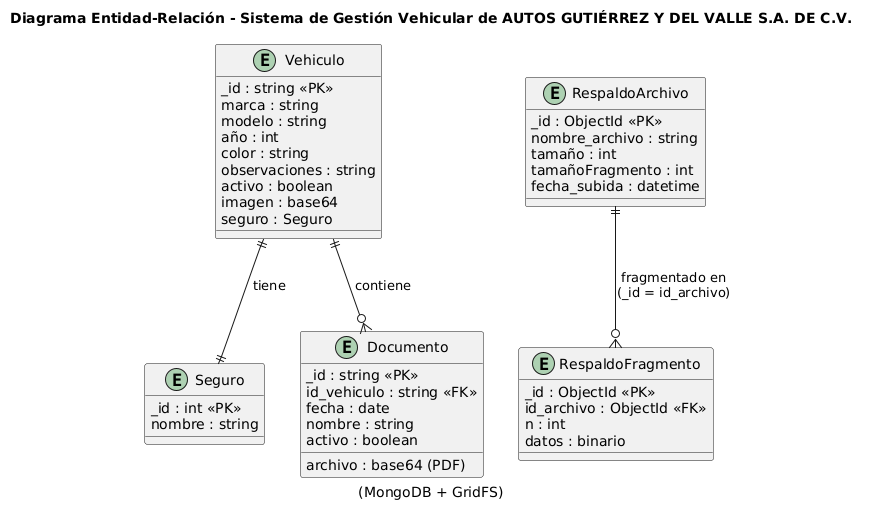 Diagrama Entidad-Relación - Sistema de Gestión Vehicular de AUTOS GUTIÉRREZ Y DEL VALLE S.A. DE C.V.
E Vehiculo
_id : string «PK»
marca : string
modelo : string
año : int
color : string
observaciones : string
activo : boolean
imagen : base64
seguro : Seguro
E RespaldoArchivo
_id : ObjectId «PK»
nombre_archivo : string
tamaño : int
tamañoFragmento : int
fecha_subida : datetime
tiene
contiene
fragmentado en
(_id = id_archivo)
E Seguro
_id : int «PK»
nombre : string
E Documento
_id : string «PK»
id_vehiculo : string «FK»
fecha : date
nombre : string
activo : boolean
archivo : base64 (PDF)
E RespaldoFragmento
_id : ObjectId «PK»
id_archivo : ObjectId «FK»
n : int
datos : binario
(MongoDB + GridFS)